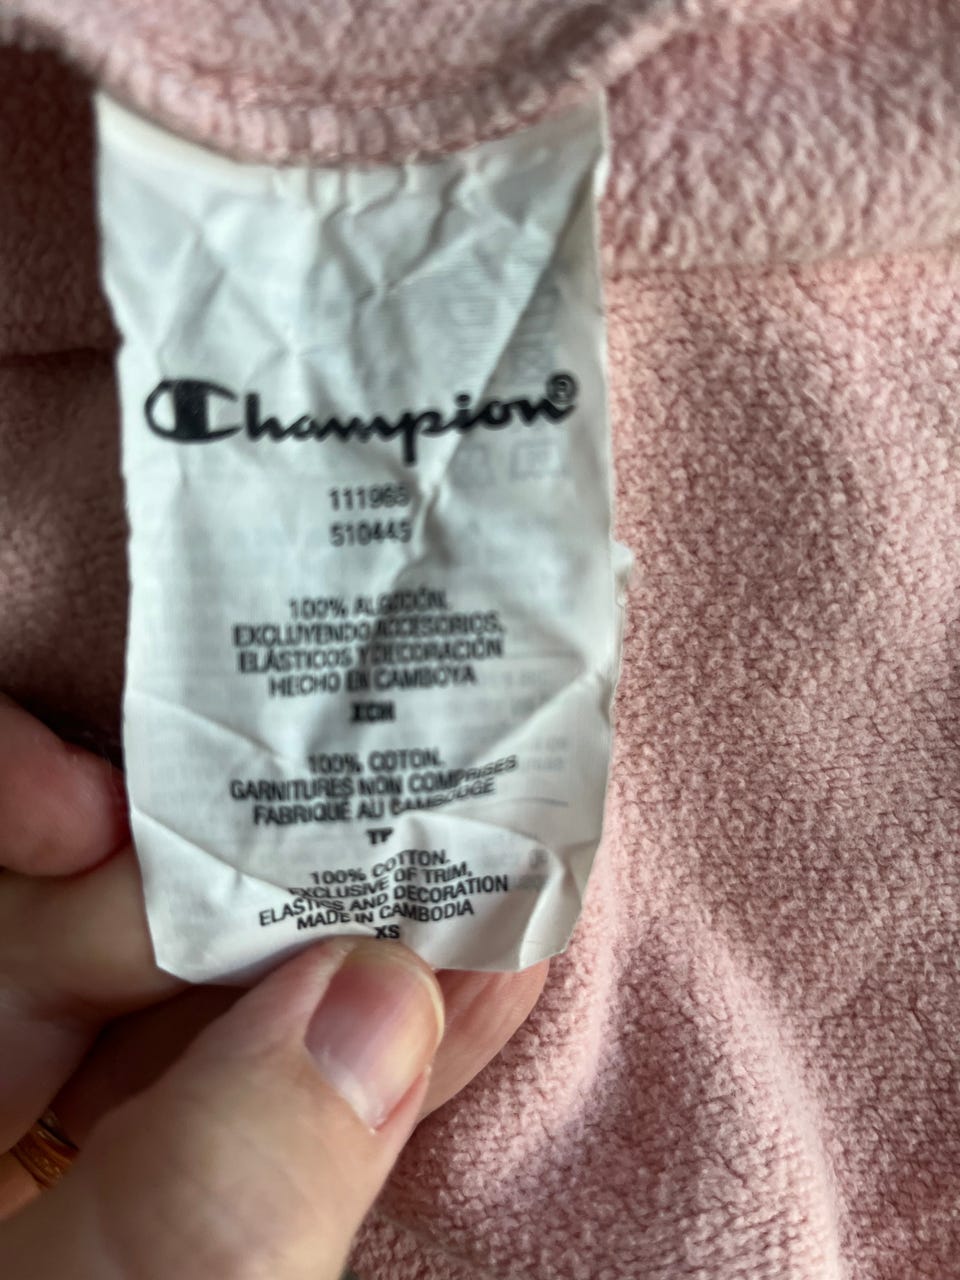 Champion®
111965
510445
100% ALGODÓN.
EXCLUYENDO ACCESORIOS,
ELÁSTICOS Y DECORACIÓN
HECHO EN CAMBOYA
XCH
100% COTON.
GARNITURES NON COMPRISES
FABRIQUÉ AU CAMBODGE
TP
100% COTTON.
EXCLUSIVE OF TRIM,
ELASTICS AND DECORATION
MADE IN CAMBODIA
XS